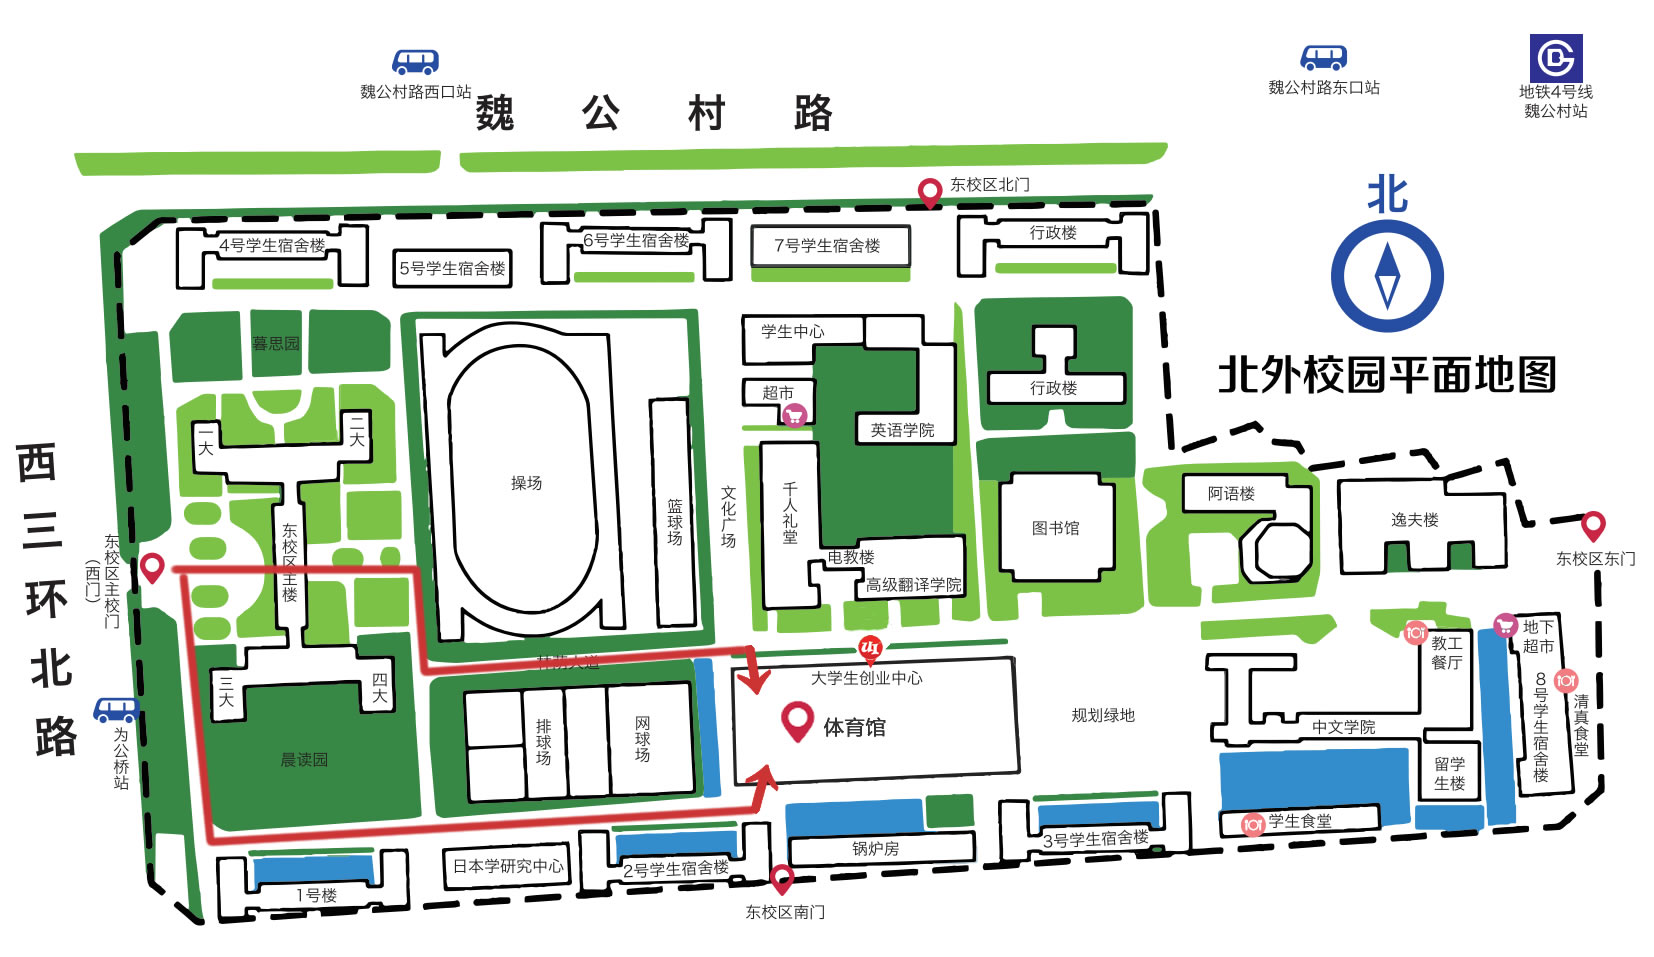 魏公村路西口站
魏公村路
魏公村路东口站
地铁4号线
魏公村站
北
北外校园平面地图
东校区北门
4号学生宿舍楼
5号学生宿舍楼
6号学生宿舍楼
7号学生宿舍楼
行政楼
暮思园
学生中心
超市
英语学院
行政楼
一大
二大
操场
篮球场
文化广场
千人礼堂
图书馆
阿语楼
逸夫楼
东校区东门
西三环北路
东校区主校门
(西门)
东校区主楼
电教楼
高级翻译学院
三大
四大
林荫大道
大学生创业中心
体育馆
规划绿地
教工
餐厅
地下
超市
8号学生宿舍楼
清真食堂
中文学院
留学
生楼
为公桥站
晨读园
排球场
网球场
学生食堂
1号楼
日本学研究中心
2号学生宿舍楼
锅炉房
3号学生宿舍楼
东校区南门